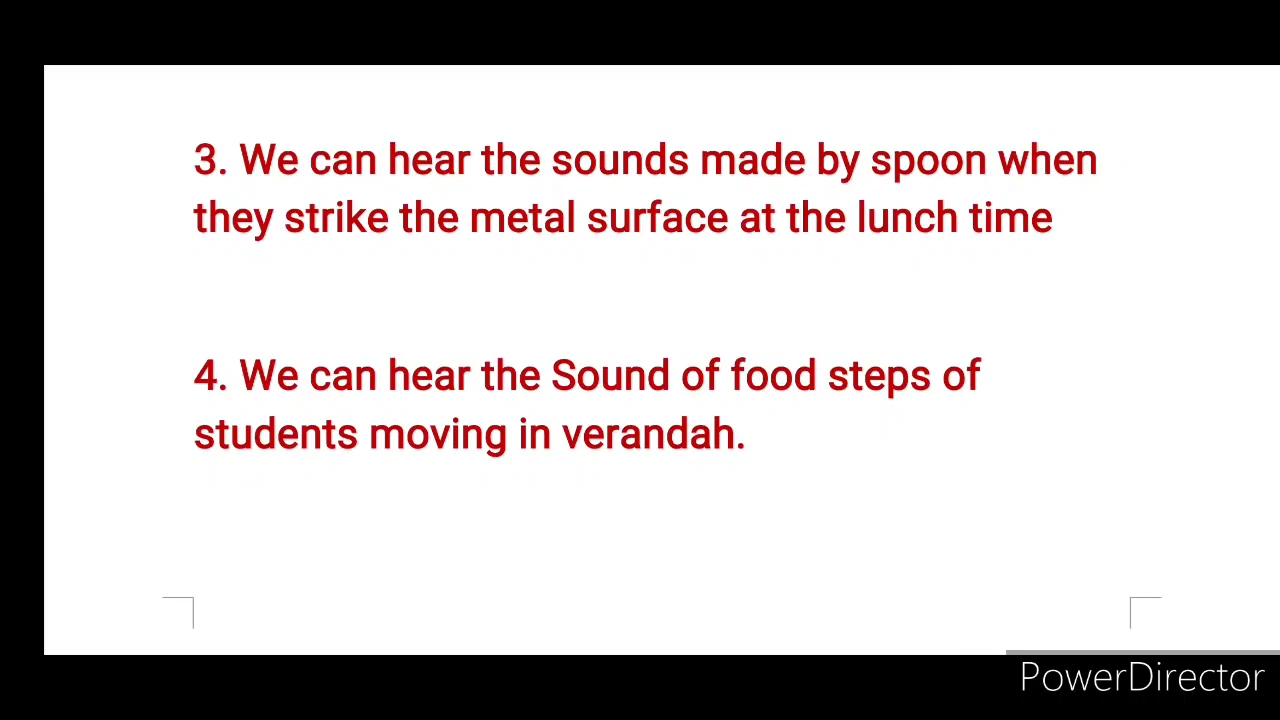 3. We can hear the sounds made by spoon when
they strike the metal surface at the lunch time
4. We can hear the Sound of food steps of
students moving in verandah.
PowerDirector